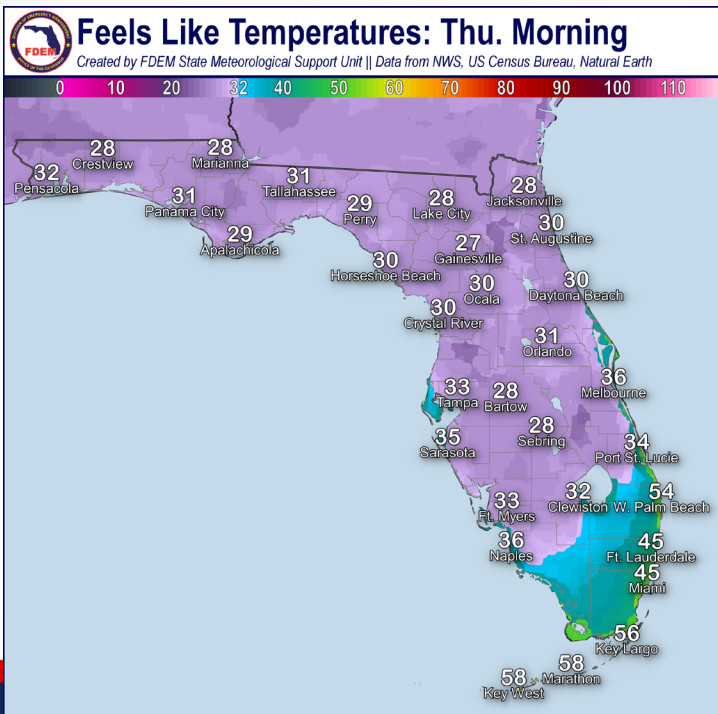 FDEM
Feels Like Temperatures: Thu. Morning
Created by FDEM State Meteorological Support Unit || Data from NWS, US Census Bureau, Natural Earth
0 10 20 32 40 50 60 70 80 90 100 110
28
Crestview
28
Marianna
32
Pensacola
31
Tallahassee
31
Panama City
29
Perry
28
Lake City
28
Jacksonville
29
Apalachicola
30
St. Augustine
27
Gainesville
30
Horseshoe Beach
30
Ocala
30
Daytona Beach
30
Crystal River
31
Orlando
33
Tampa
28
Bartow
36
Melbourne
35
Sarasota
28
Sebring
34
Port St. Lucie
33
Ft. Myers
32
Clewiston
54
W. Palm Beach
36
Naples
45
Ft. Lauderdale
45
Miami
56
Key Largo
58
Marathon
58
Key West